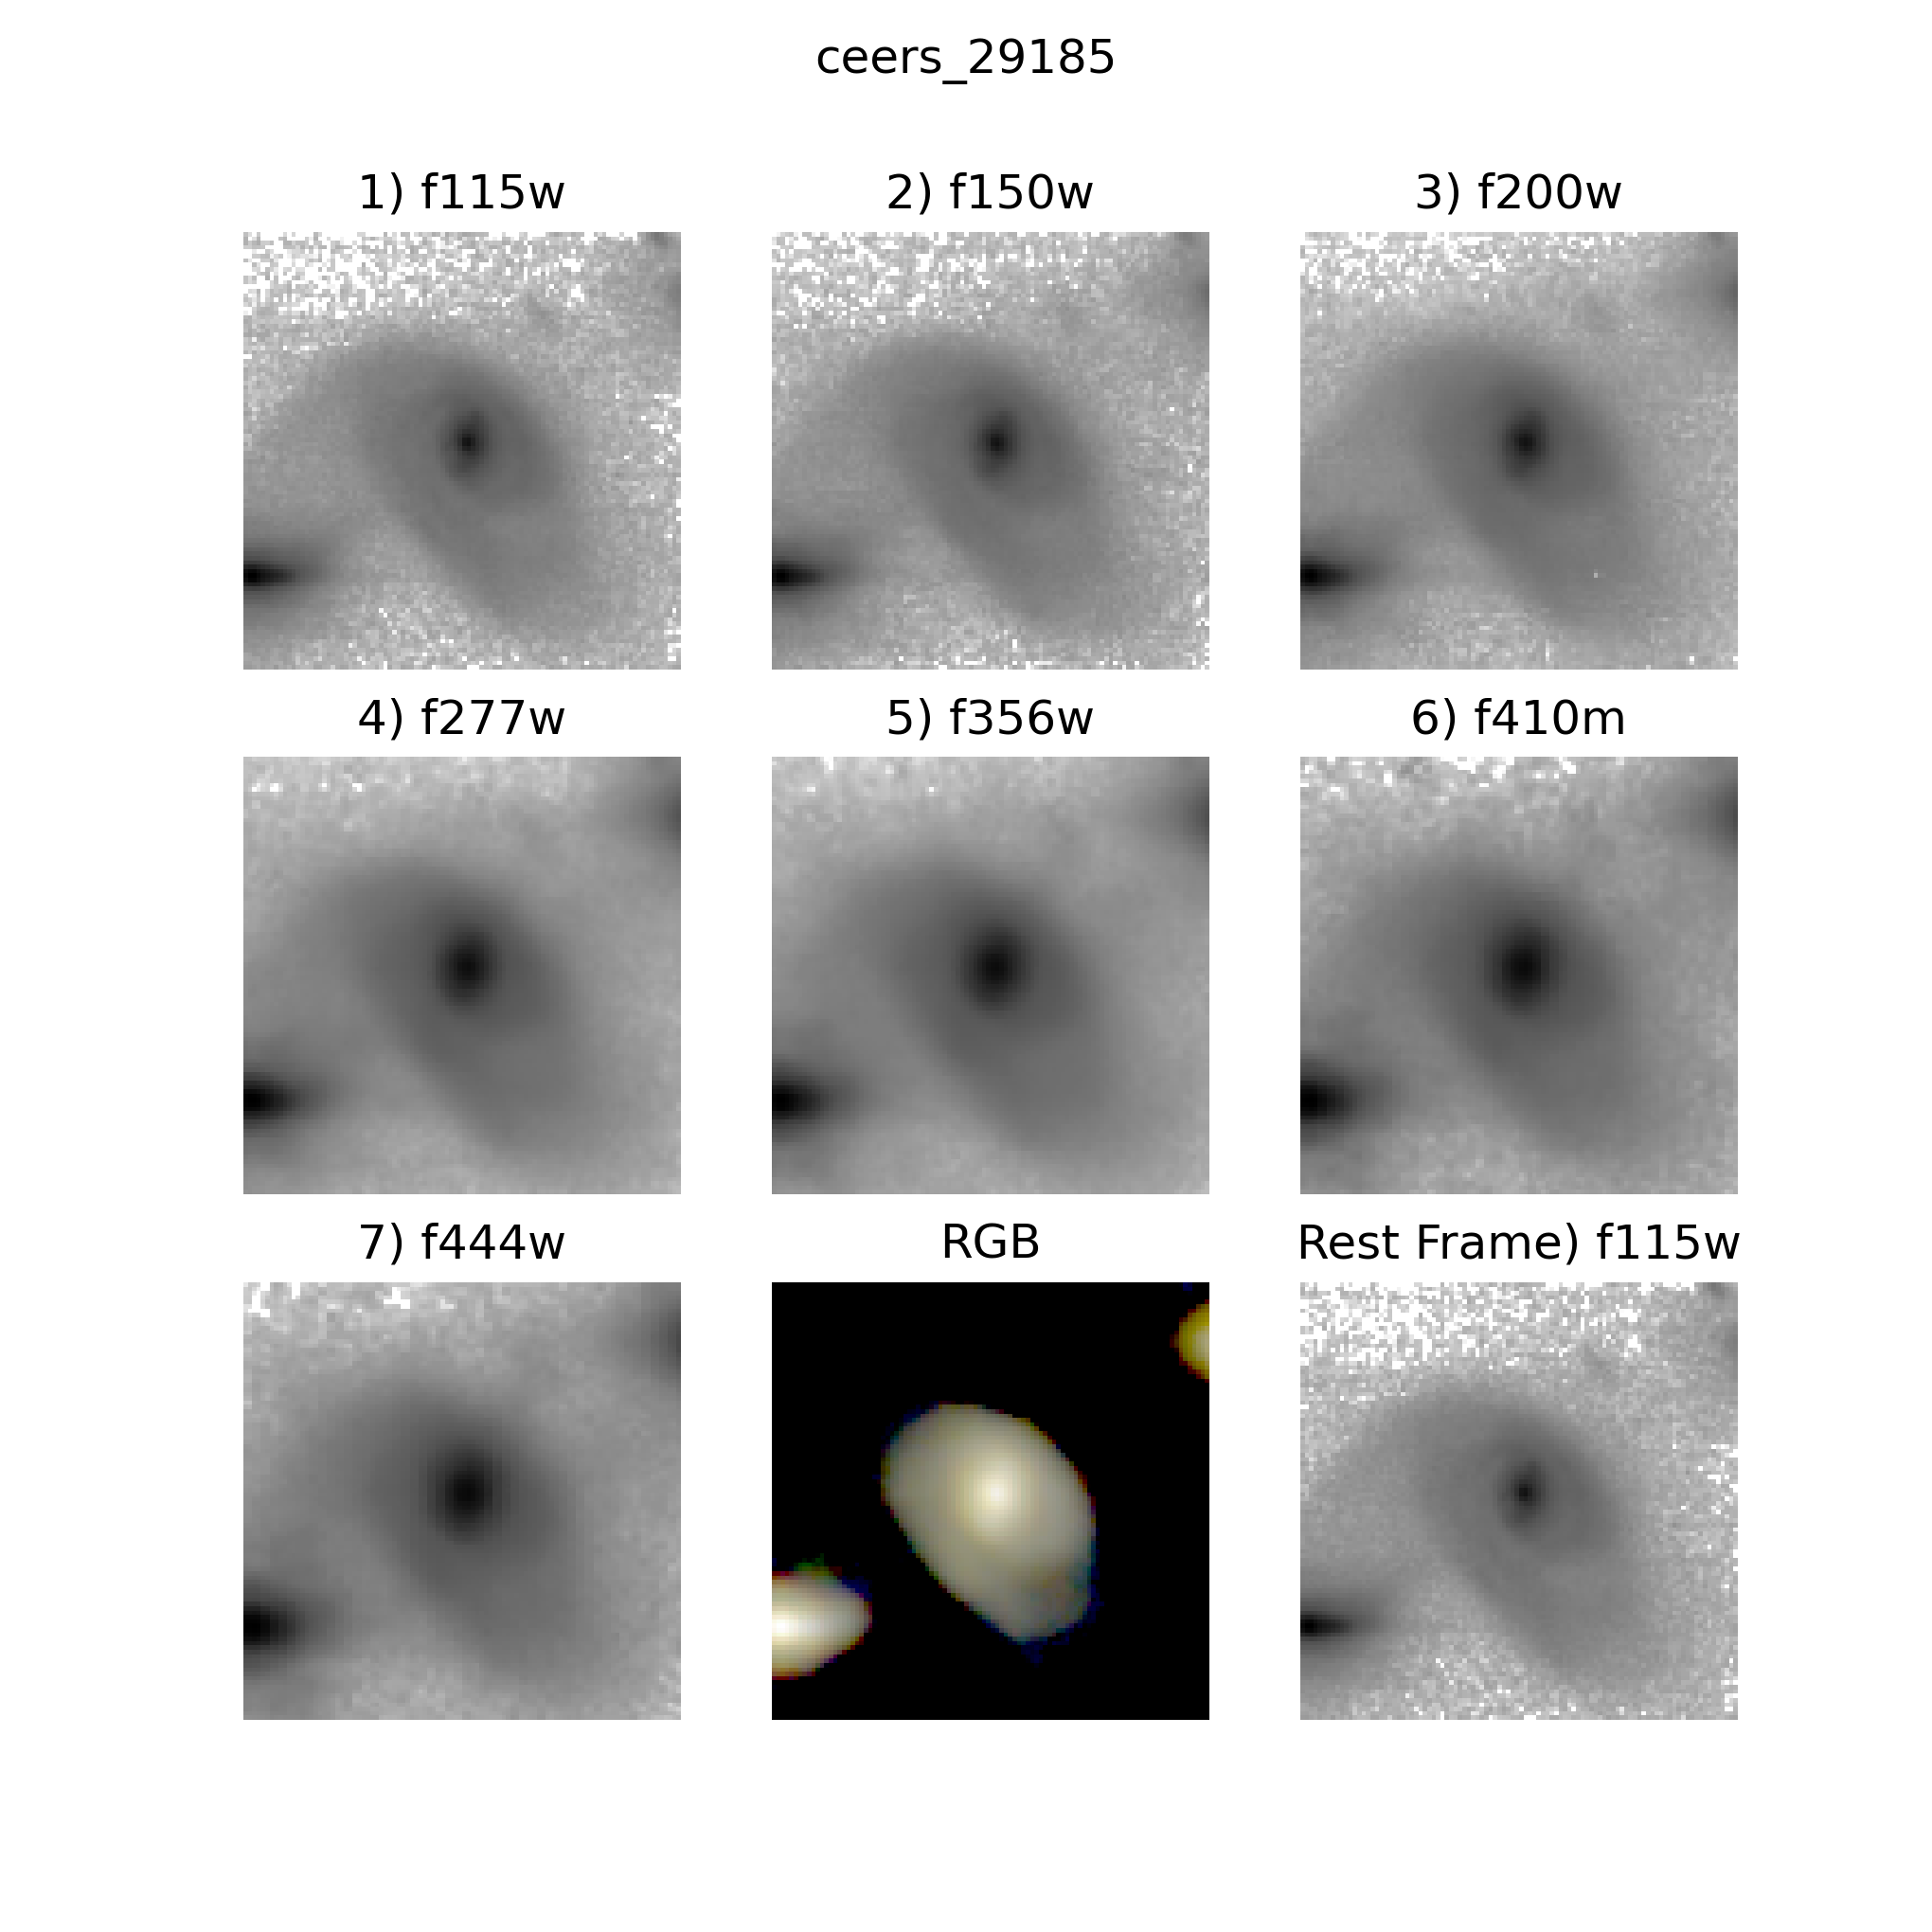 ceers_29185
1) f115w
2) f150w
3) f200w
4) f277w
5) f356w
6) f410m
7) f444w
RGB
Rest Frame) f115w